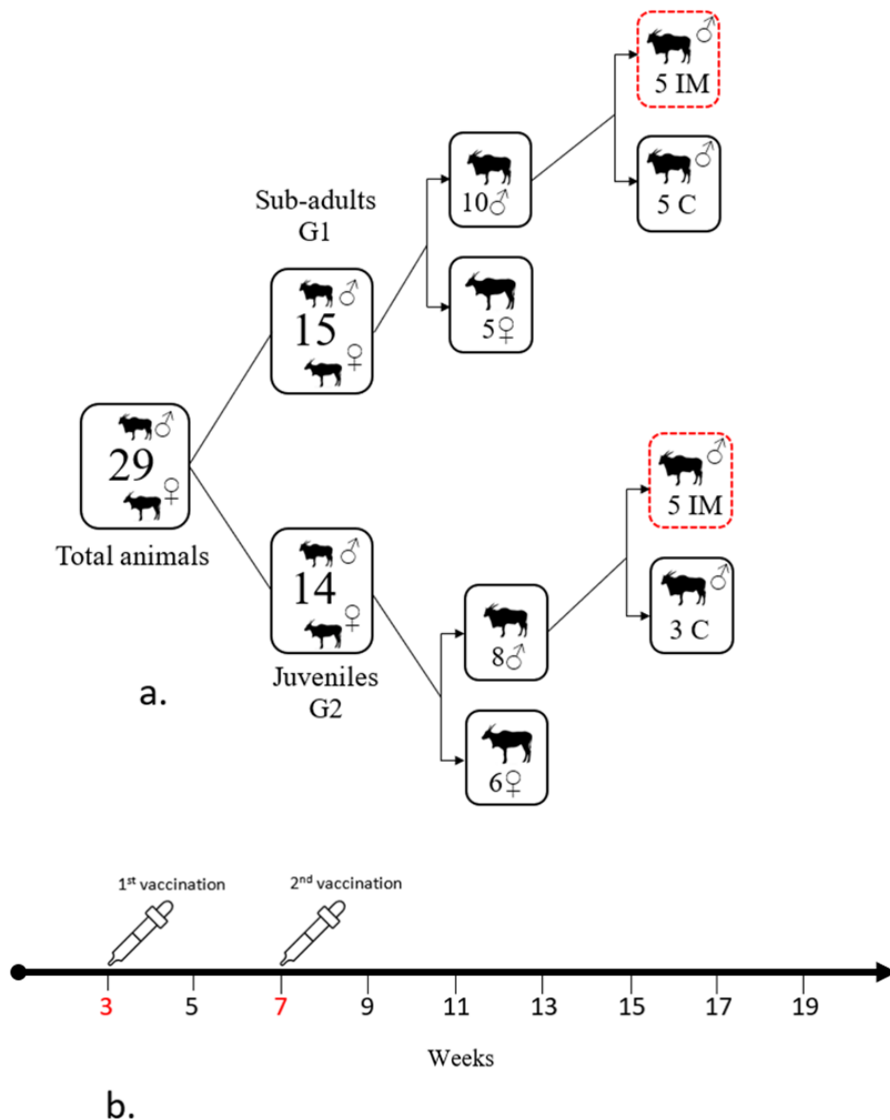 5 IM
5 C
10♂
5♀
Sub-adults
G1
15
29
Total animals
14
Juveniles
G2
5 IM
3 C
8♂
6♀
a.
1st vaccination
2nd vaccination
3 5 7 9 11 13 15 17 19
Weeks
b.